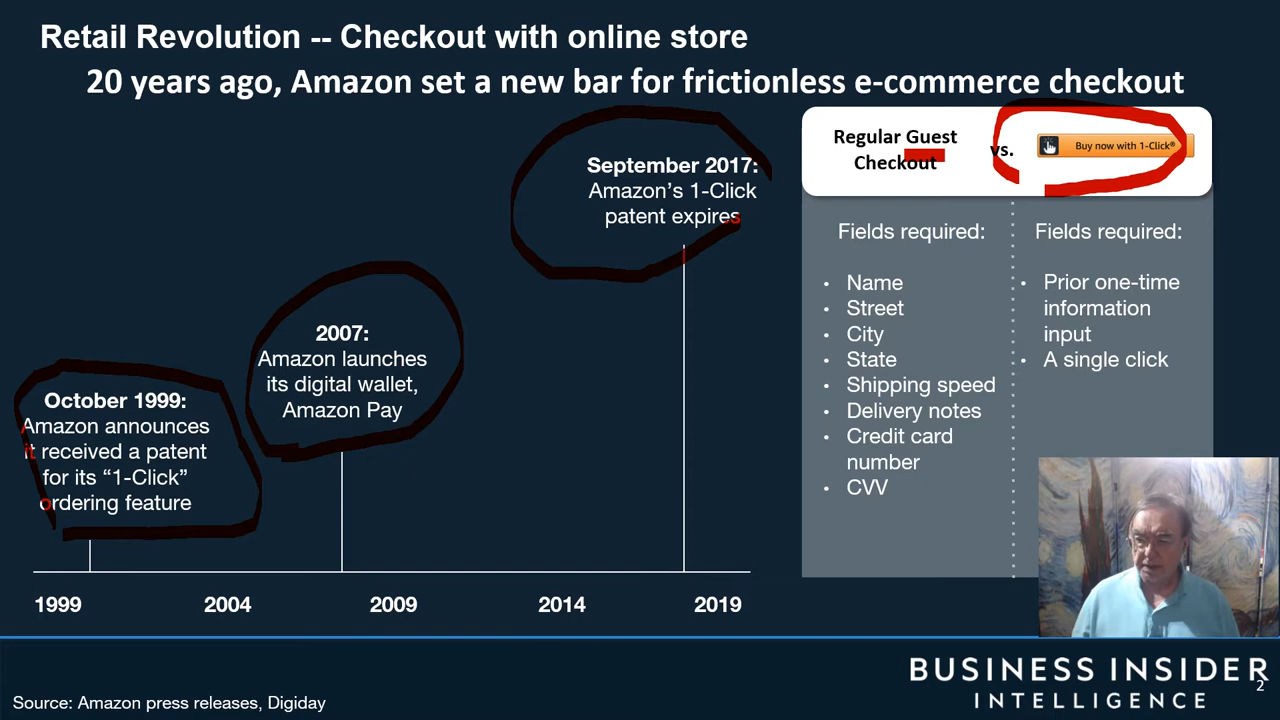 Retail Revolution -- Checkout with online store
20 years ago, Amazon set a new bar for frictionless e-commerce checkout
October 1999:
Amazon announces
it received a patent
for its “1-Click”
ordering feature
2007:
Amazon launches
its digital wallet,
Amazon Pay
September 2017:
Amazon’s 1-Click
patent expires
1999
2004
2009
2014
2019
Regular Guest
Checkout
vs.
Buy now with 1-Click®
Fields required:
• Name
• Street
• City
• State
• Shipping speed
• Delivery notes
• Credit card
number
• CVV
Fields required:
• Prior one-time
information
input
• A single click
BUSINESS INSIDER
INTELLIGENCE
2
Source: Amazon press releases, Digiday